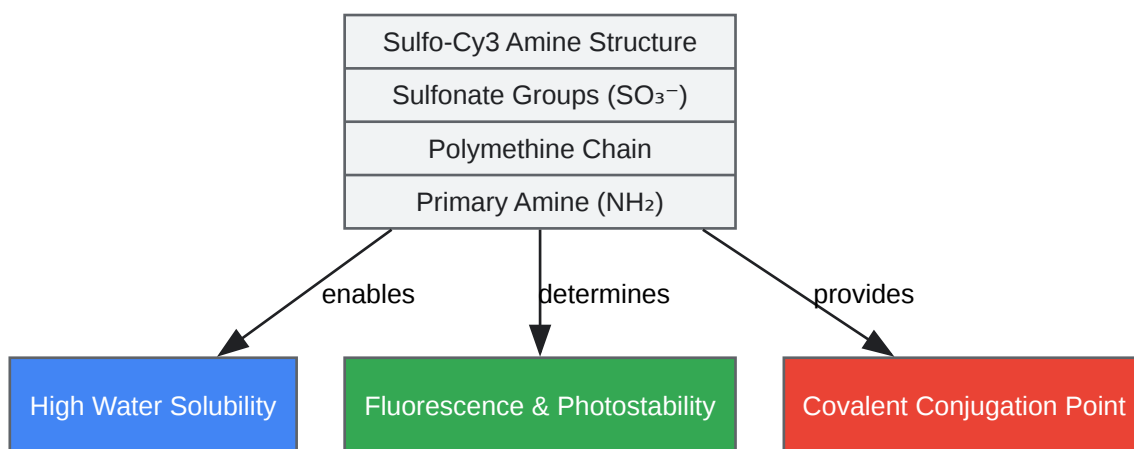 Sulfo-Cy3 Amine Structure
Sulfonate Groups (SO₃⁻)
Polymethine Chain
Primary Amine (NH₂)
enables
determines
provides
High Water Solubility
Fluorescence & Photostability
Covalent Conjugation Point